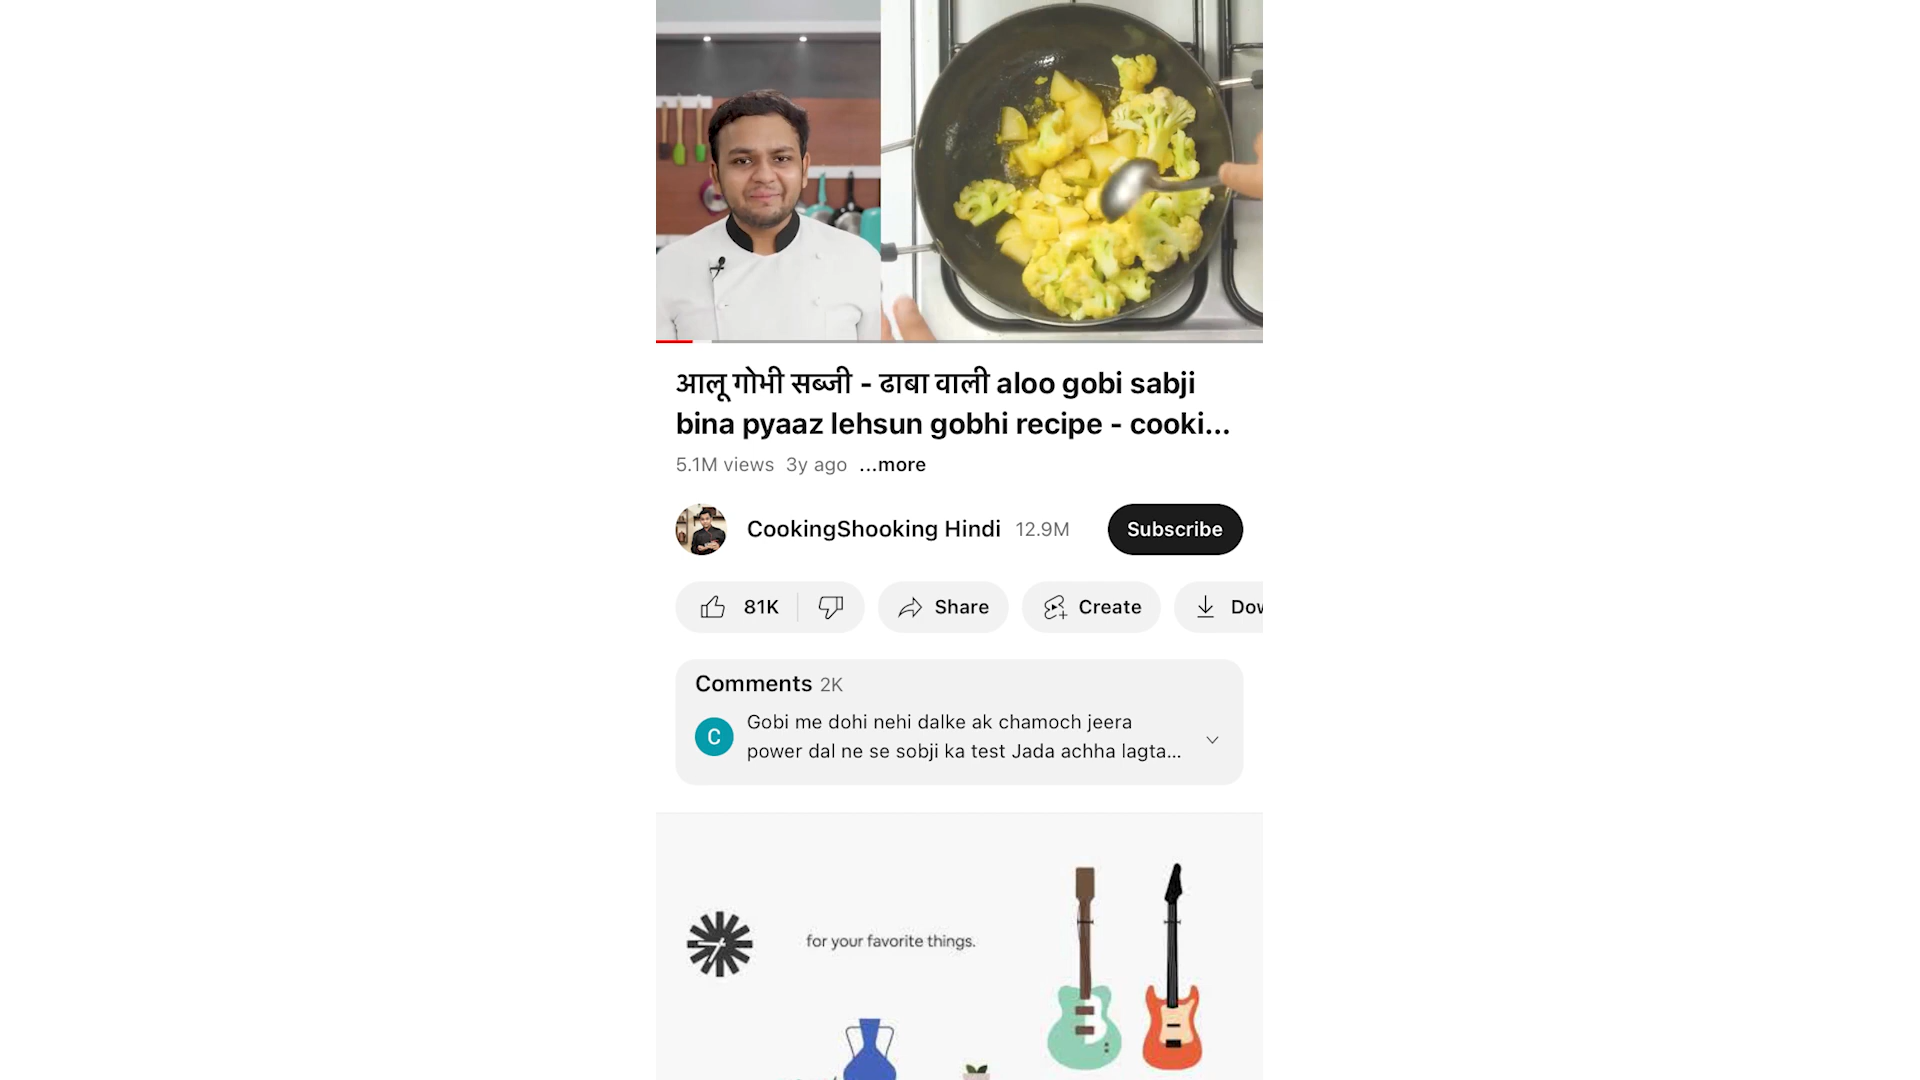 आलू गोभी सब्जी - ढाबा वाली aloo gobi sabji
bina pyaaz lehsun gobhi recipe - cooki...
5.1M views 3y ago ...more
CookingShooking Hindi 12.9M
Subscribe
81K
Share
Create
Dow
Comments 2K
C
Gobi me dohi nehi dalke ak chamoch jeera
power dal ne se sobji ka test Jada achha lagta...
for your favorite things.